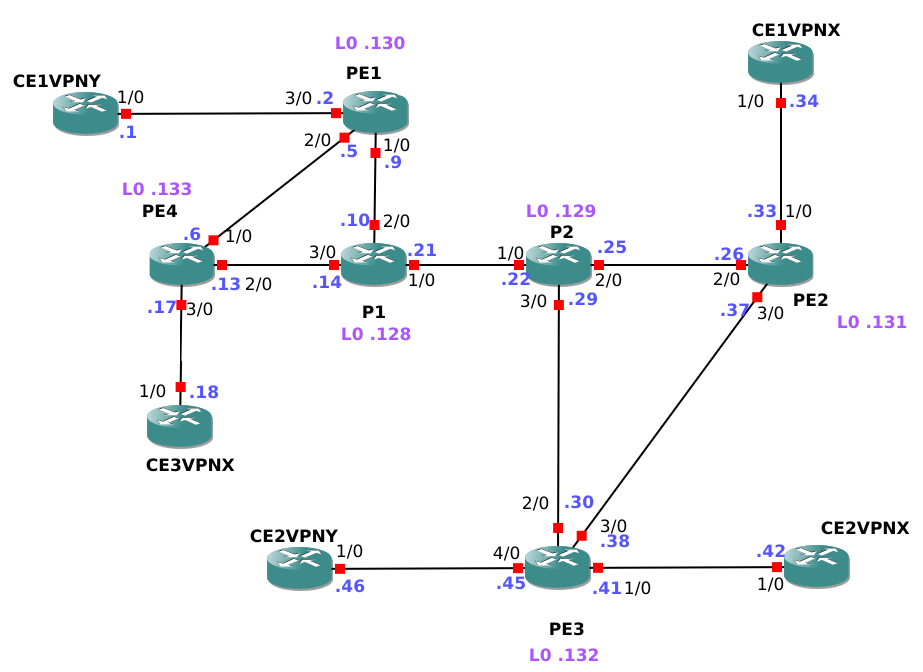 CE1VPNX
L0 .130
PE1
CE1VPNY
1/0
3/0 .2
1/0
.34
.1
2/0
.5
1/0
.9
L0 .133
PE4
.6
1/0
.10
2/0
L0 .129
P2
.33
1/0
3/0
.21
1/0
.25
.26
.13
2/0
.14
1/0
.22
2/0
2/0
.17
3/0
P1
L0 .128
3/0
.29
.37
3/0
PE2
L0 .131
1/0
.18
CE3VPNX
2/0
.30
3/0
.38
CE2VPNY
1/0
.46
4/0
.45
.41
1/0
CE2VPNX
.42
1/0
PE3
L0 .132